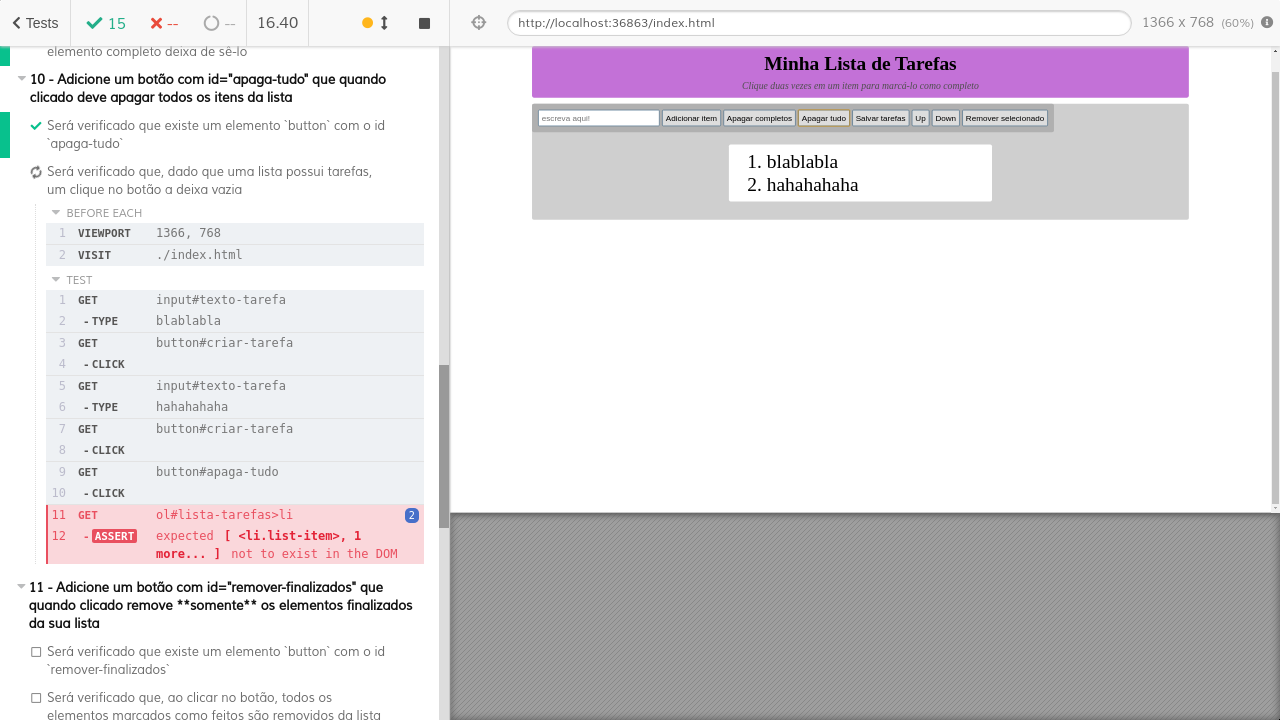 Tests
15
--
--
16.40
http://localhost:36863/index.html
1366 x 768 (60%)
elemento completo deixa de sê-lo
10 - Adicione um botão com id="apaga-tudo" que quando
clicado deve apagar todos os itens da lista
Será verificado que existe um elemento `button` com o id
`apaga-tudo`
Será verificado que, dado que uma lista possui tarefas,
um clique no botão a deixa vazia
BEFORE EACH
1 VIEWPORT 1366, 768
2 VISIT ./index.html
TEST
1 GET input#texto-tarefa
2 - TYPE blablabla
3 GET button#criar-tarefa
4 - CLICK
5 GET input#texto-tarefa
6 - TYPE hahahahaha
7 GET button#criar-tarefa
8 - CLICK
9 GET button#apaga-tudo
10 - CLICK
11 GET ol#lista-tarefas>li 2
12 - ASSERT expected [ <li.list-item>, 1
more... ] not to exist in the DOM
11 - Adicione um botão com id="remover-finalizados" que
quando clicado remove **somente** os elementos finalizados
da sua lista
Será verificado que existe um elemento `button` com o id
`remover-finalizados`
Será verificado que, ao clicar no botão, todos os
elementos marcados como feitos são removidos da lista
Minha Lista de Tarefas
Clique duas vezes em um item para marcá-lo como completo
escreva aqui!
Adicionar item
Apagar completos
Apagar tudo
Salvar tarefas
Up
Down
Remover selecionado
1. blablabla
2. hahahahaha